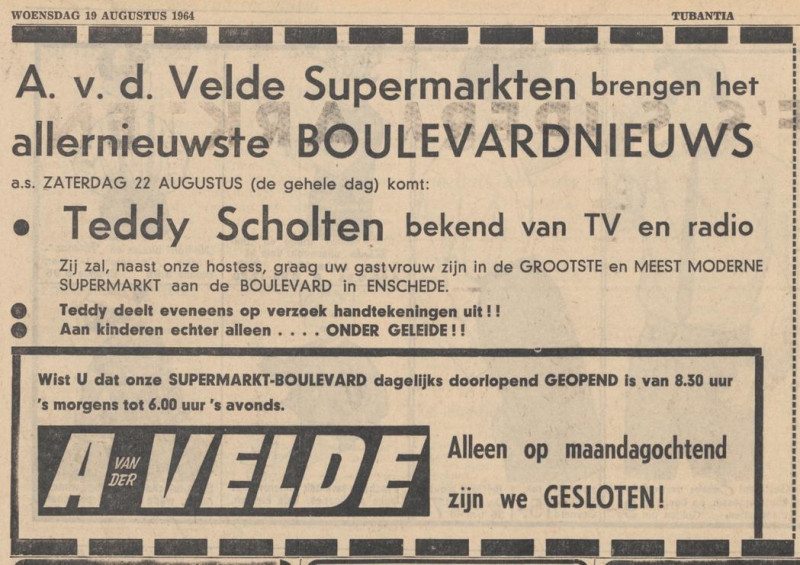 WOENSDAG 19 AUGUSTUS 1964 TUBANTIA
A. v. d. Velde Supermarkten brengen het
allernieuwste BOULEVARDNIEUWS
a.s. ZATERDAG 22 AUGUSTUS (de gehele dag) komt:
● Teddy Scholten bekend van TV en radio
Zij zal, naast onze hostess, graag uw gastvrouw zijn in de GROOTSTE en MEEST MODERNE
SUPERMARKT aan de BOULEVARD in ENSCHEDE.
● Teddy deelt eveneens op verzoek handtekeningen uit!!
● Aan kinderen echter alleen . . . . ONDER GELEIDE!!
Wist U dat onze SUPERMARKT-BOULEVARD dagelijks doorlopend GEOPEND is van 8.30 uur
's morgens tot 6.00 uur 's avonds.
A VAN DER VELDE
Alleen op maandagochtend
zijn we GESLOTEN!